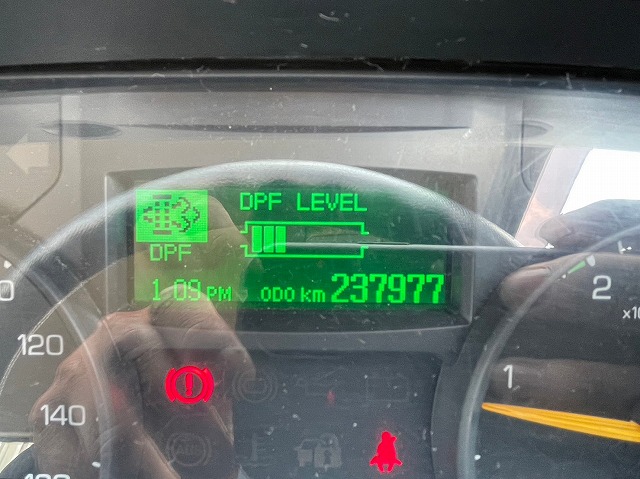 DPF LEVEL
DPF
1:09 PM ODO km 237977
120
140
2
1